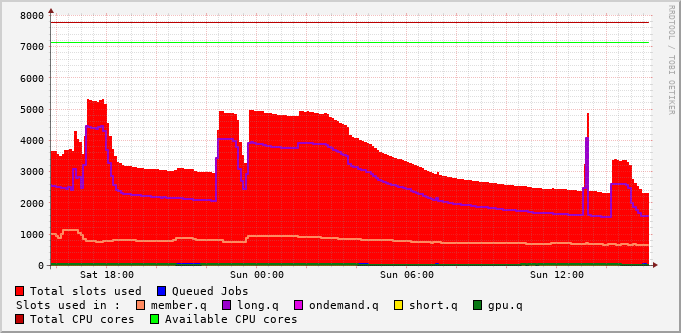 8000
7000
6000
5000
4000
3000
2000
1000
0
Sat 18:00 Sun 00:00 Sun 06:00 Sun 12:00
Total slots used Queued Jobs
Slots used in : member.q long.q ondemand.q short.q gpu.q
Total CPU cores Available CPU cores
RRDTOOL / TOBI OETIKER